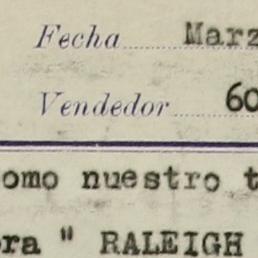 Fecha Marz
Vendedor 60
omo nuestro t
ra " RALEIGH